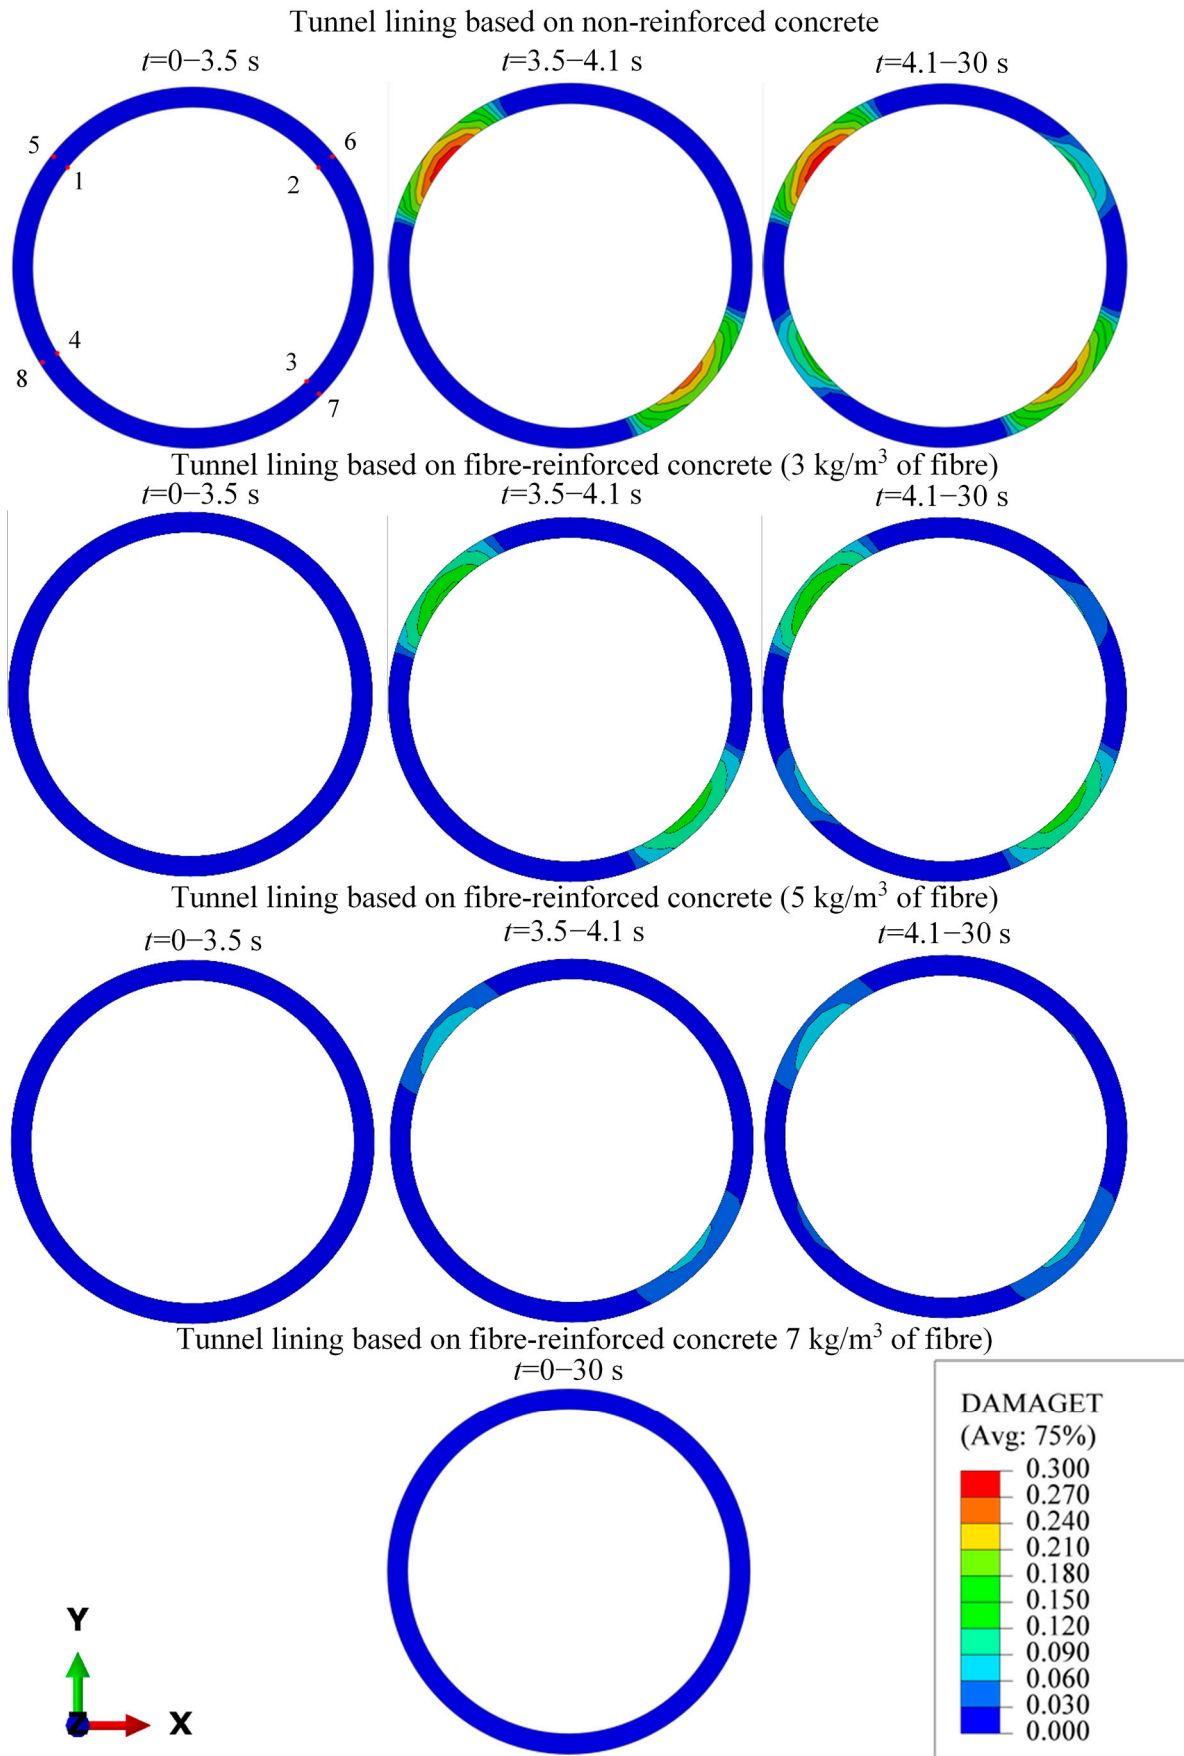 Tunnel lining based on non-reinforced concrete
t=0−3.5 s
t=3.5−4.1 s
t=4.1−30 s
5
6
1
2
4
3
8
7
Tunnel lining based on fibre-reinforced concrete (3 kg/m³ of fibre)
t=0−3.5 s
t=3.5−4.1 s
t=4.1−30 s
Tunnel lining based on fibre-reinforced concrete (5 kg/m³ of fibre)
t=0−3.5 s
t=3.5−4.1 s
t=4.1−30 s
Tunnel lining based on fibre-reinforced concrete 7 kg/m³ of fibre)
t=0−30 s
DAMAGET
(Avg: 75%)
0.300
0.270
0.240
0.210
0.180
0.150
0.120
0.090
0.060
0.030
0.000
Y
Z
X